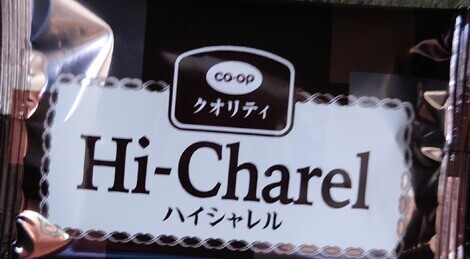 co·op
クオリティ
Hi-Charel
ハイシャレル